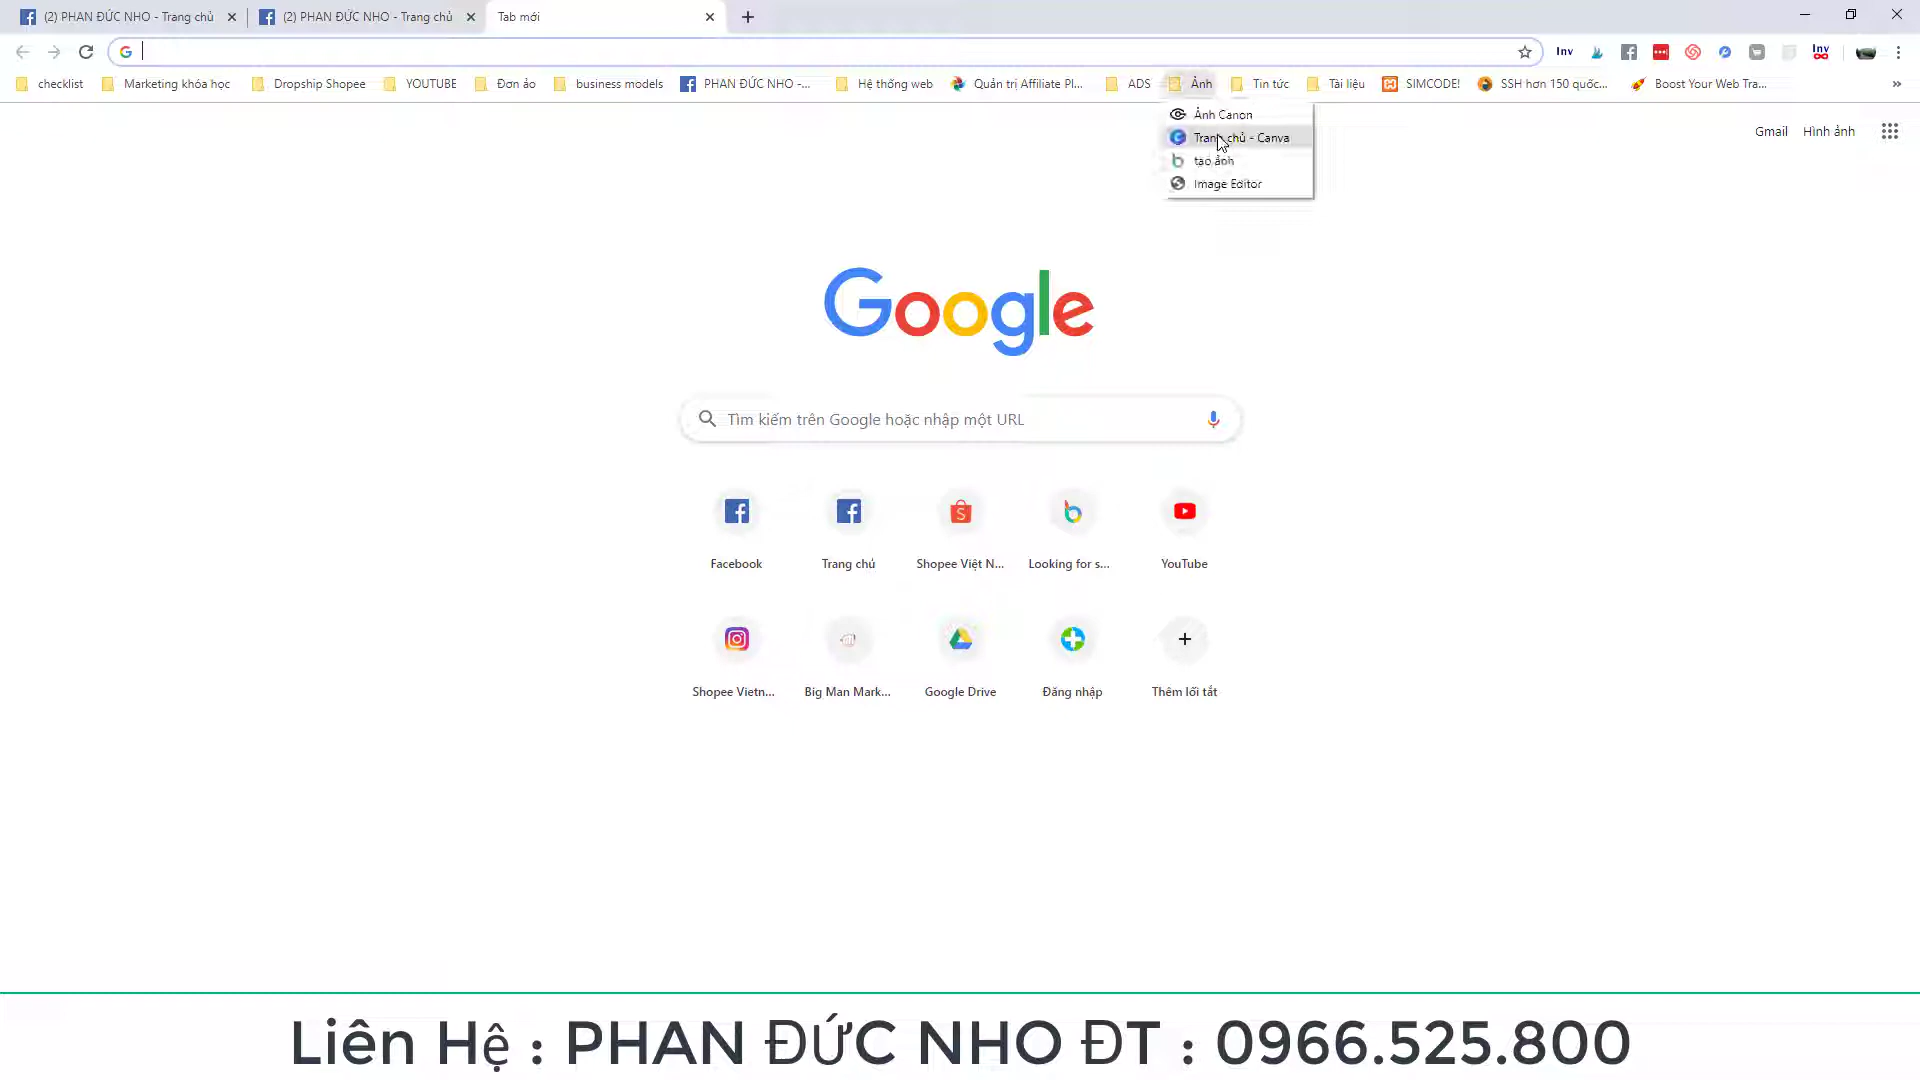 (2) PHAN ĐỨC NHO - Trang chủ
(2) PHAN ĐỨC NHO - Trang chủ
Tab mới
Inv
Inv
checklist
Marketing khóa học
Dropship Shopee
YOUTUBE
Đơn ảo
business models
PHAN ĐỨC NHO -...
Hệ thống web
Quản trị Affiliate Pl...
ADS
Ảnh
Tin tức
Tài liệu
SIMCODE!
SSH hơn 150 quốc...
Boost Your Web Tra...
Ảnh Canon
Trang chủ - Canva
tạo ảnh
Image Editor
Gmail
Hình ảnh
Google
Tìm kiếm trên Google hoặc nhập một URL
Facebook
Trang chủ
Shopee Việt N...
Looking for s...
YouTube
Shopee Vietn...
Big Man Mark...
Google Drive
Đăng nhập
Thêm lối tắt
Liên Hệ : PHAN ĐỨC NHO ĐT : 0966.525.800